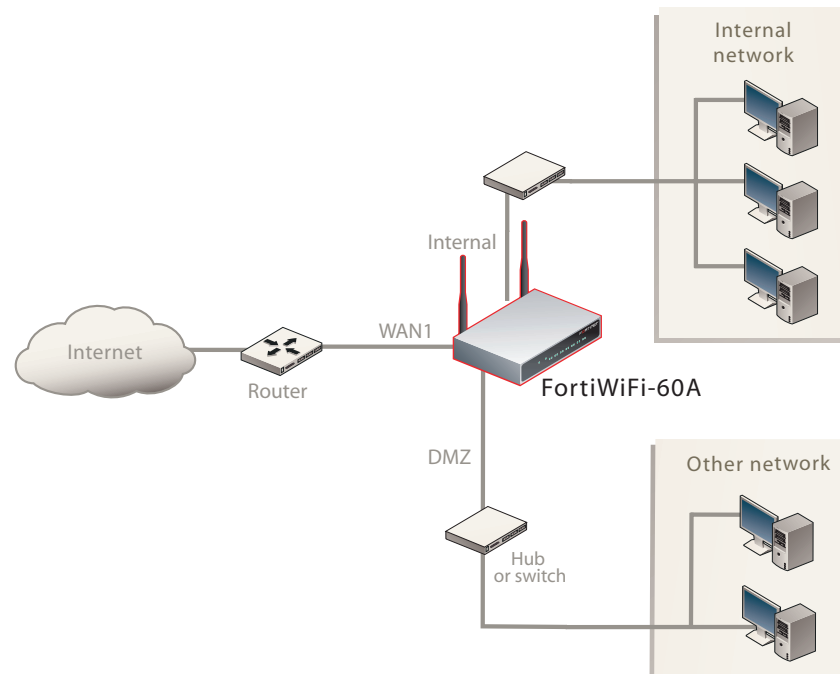 Internal
network
Internal
WAN1
Internet
Router
FortiWiFi-60A
DMZ
Other network
Hub
or switch